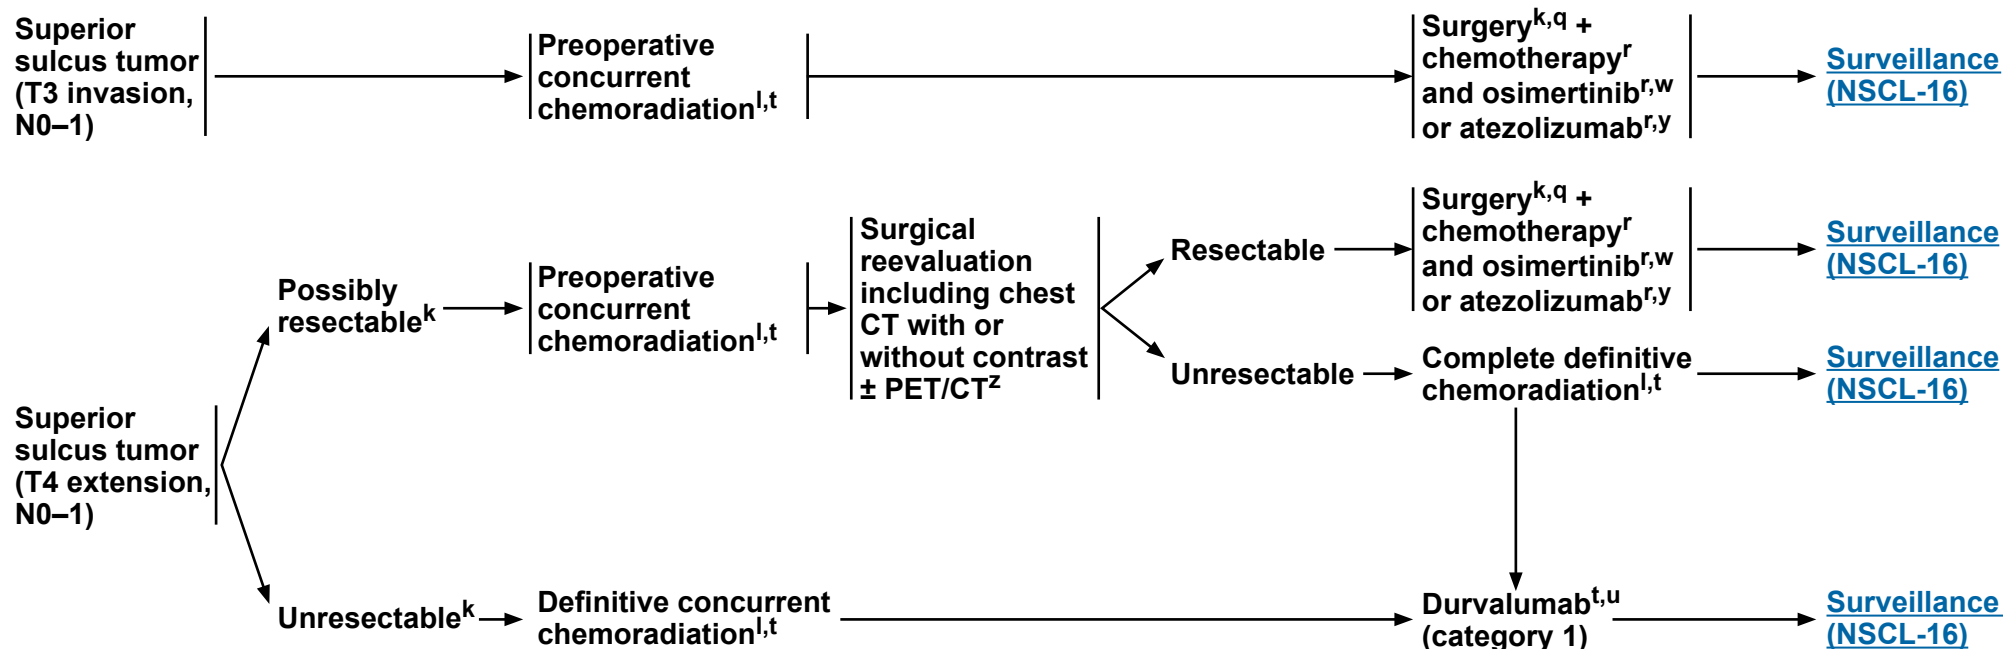 Superior
sulcus tumor
(T3 invasion,
N0–1)
Preoperative
concurrent
chemoradiationl,t
Surgeryk,q +
chemotherapyr
and osimertinibr,w
or atezolizumabr,y
Surveillance
(NSCL-16)
Superior
sulcus tumor
(T4 extension,
N0–1)
Possibly
resectablek
Preoperative
concurrent
chemoradiationl,t
Surgical
reevaluation
including chest
CT with or
without contrast
± PET/CTz
Resectable
Surgeryk,q +
chemotherapyr
and osimertinibr,w
or atezolizumabr,y
Surveillance
(NSCL-16)
Unresectable
Complete definitive
chemoradiationl,t
Surveillance
(NSCL-16)
Unresectablek
Definitive concurrent
chemoradiationl,t
Durvalumabt,u
(category 1)
Surveillance
(NSCL-16)